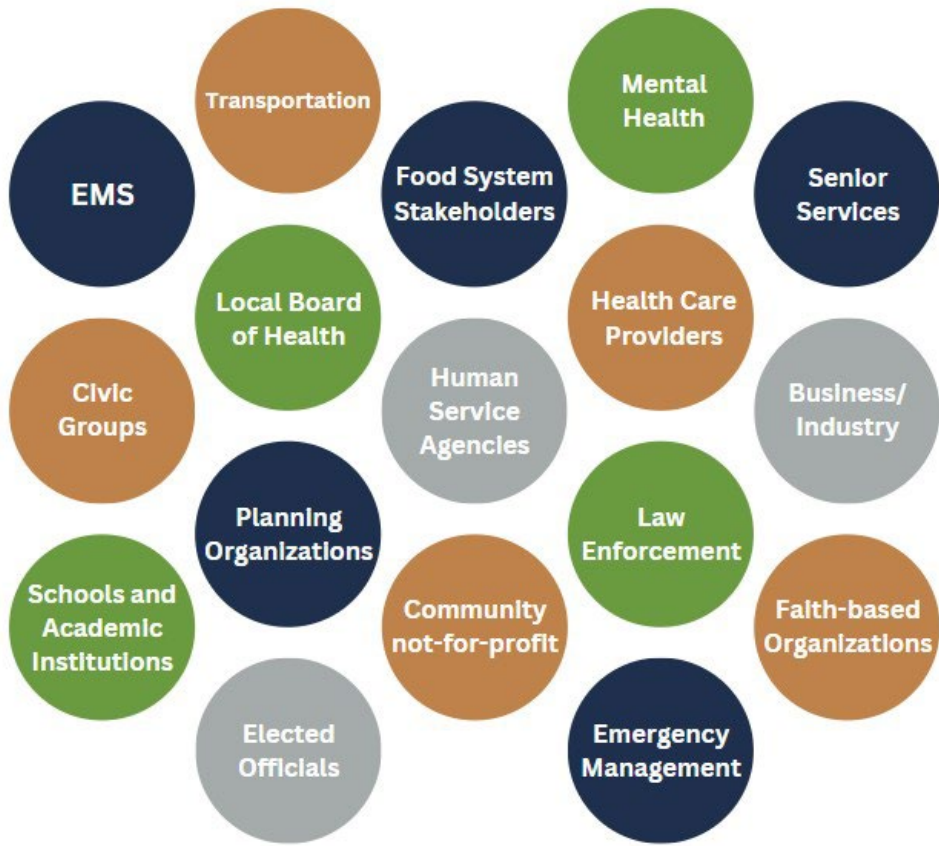 Transportation
Mental
Health
EMS
Food System
Stakeholders
Senior
Services
Local Board
of Health
Health Care
Providers
Civic
Groups
Human
Service
Agencies
Business/
Industry
Planning
Organizations
Law
Enforcement
Schools and
Academic
Institutions
Community
not-for-profit
Faith-based
Organizations
Elected
Officials
Emergency
Management